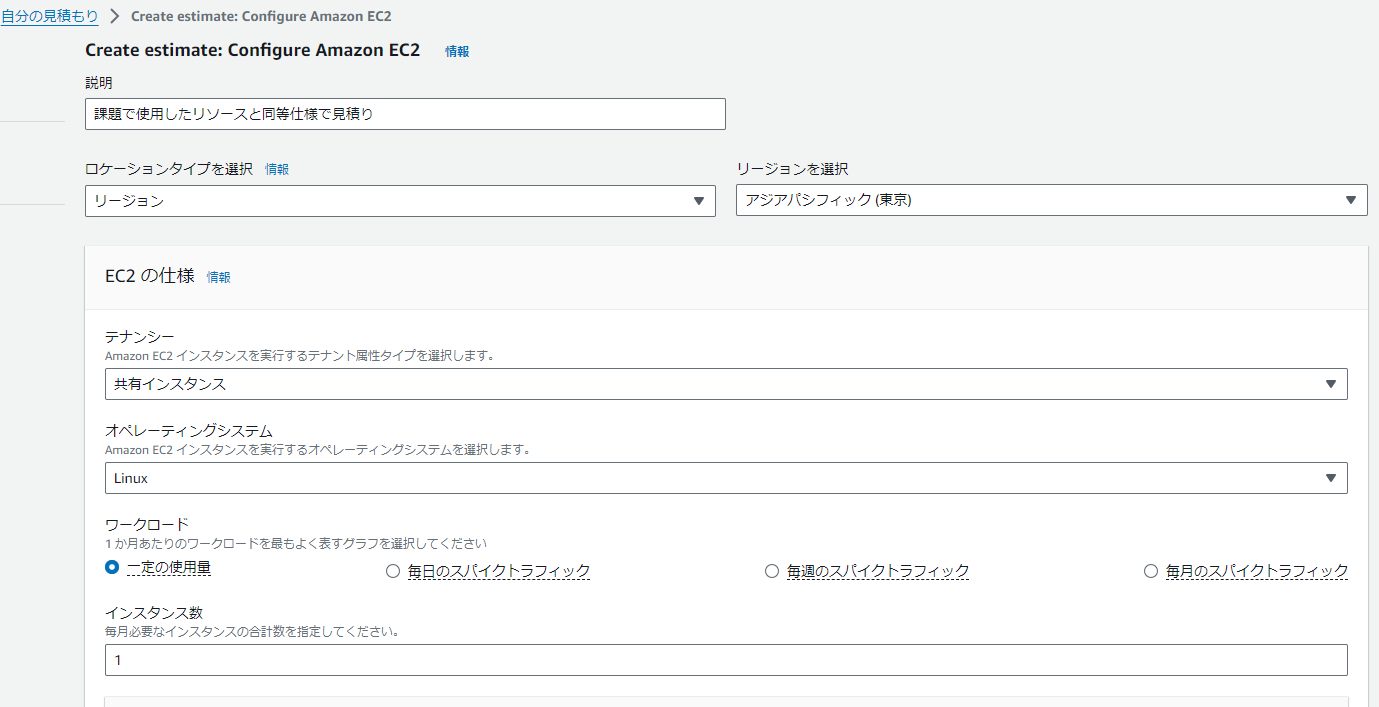 自分の見積もり > Create estimate: Configure Amazon EC2
Create estimate: Configure Amazon EC2 情報
説明
課題で使用したリソースと同等仕様で見積り
ロケーションタイプを選択 情報
リージョン
リージョンを選択
アジアパシフィック (東京)
EC2 の仕様 情報
テナンシー
Amazon EC2 インスタンスを実行するテナント属性タイプを選択します。
共有インスタンス
オペレーティングシステム
Amazon EC2 インスタンスを実行するオペレーティングシステムを選択します。
Linux
ワークロード
1 か月あたりのワークロードを最もよく表すグラフを選択してください
一定の使用量 毎日のスパイクトラフィック 毎週のスパイクトラフィック 毎月のスパイクトラフィック
インスタンス数
毎月必要なインスタンスの合計数を指定してください。
1